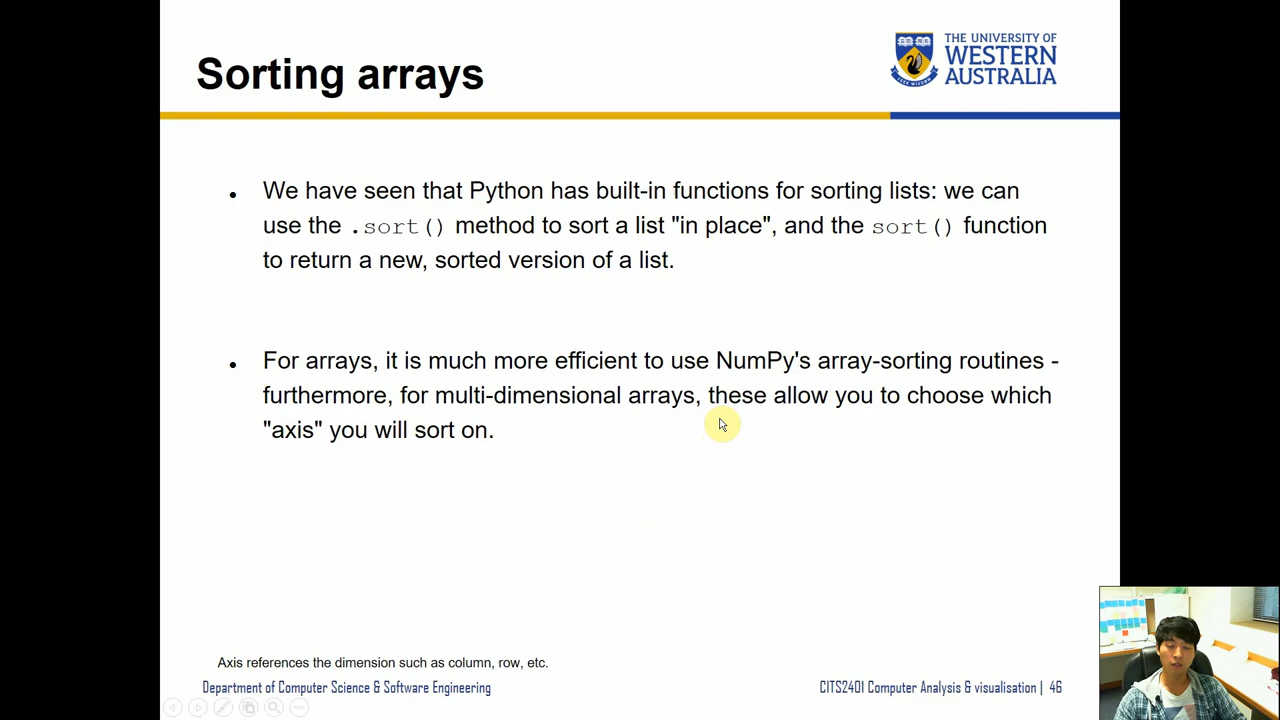 Sorting arrays
THE UNIVERSITY OF
WESTERN
AUSTRALIA
• We have seen that Python has built-in functions for sorting lists: we can
use the .sort() method to sort a list "in place", and the sort() function
to return a new, sorted version of a list.
• For arrays, it is much more efficient to use NumPy's array-sorting routines -
furthermore, for multi-dimensional arrays, these allow you to choose which
"axis" you will sort on.
Axis references the dimension such as column, row, etc.
Department of Computer Science & Software Engineering
CITS2401 Computer Analysis & visualisation | 46